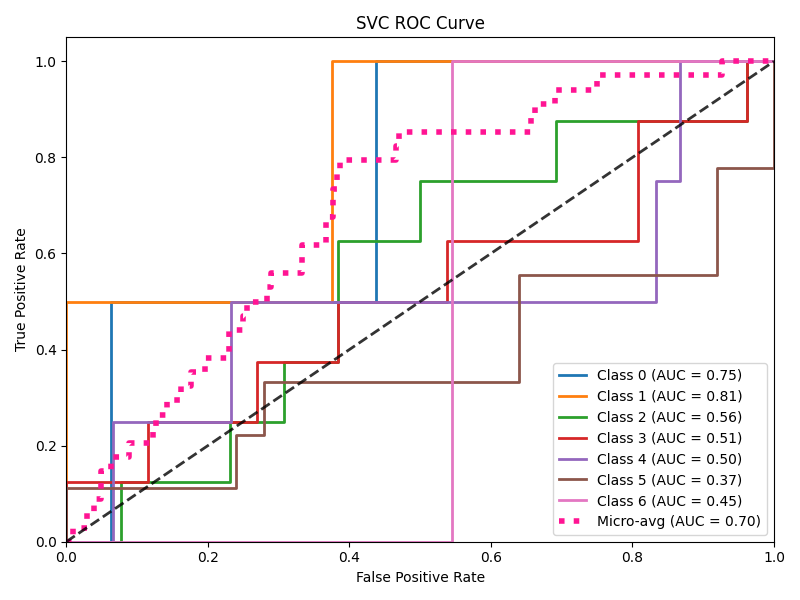 SVC ROC Curve
True Positive Rate
1.0
0.8
0.6
0.4
0.2
0.0
0.0 0.2 0.4 0.6 0.8 1.0
False Positive Rate
Class 0 (AUC = 0.75)
Class 1 (AUC = 0.81)
Class 2 (AUC = 0.56)
Class 3 (AUC = 0.51)
Class 4 (AUC = 0.50)
Class 5 (AUC = 0.37)
Class 6 (AUC = 0.45)
Micro-avg (AUC = 0.70)